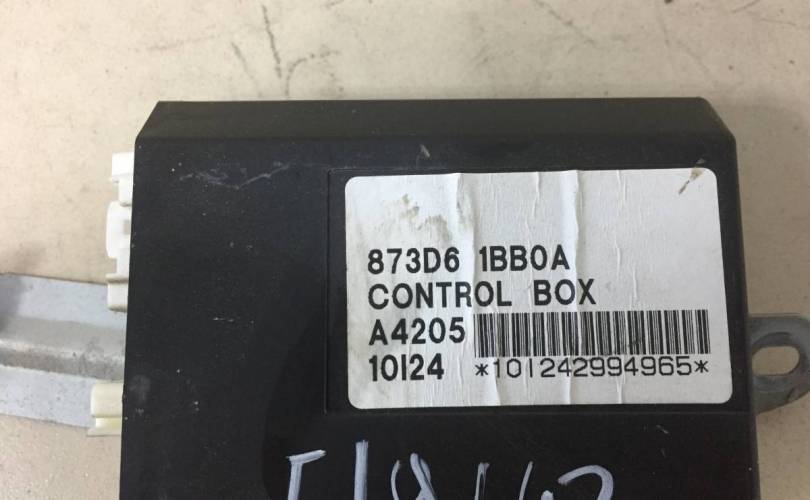 873D6 1BB0A
CONTROL BOX
A4205
10I24 *101242994965*